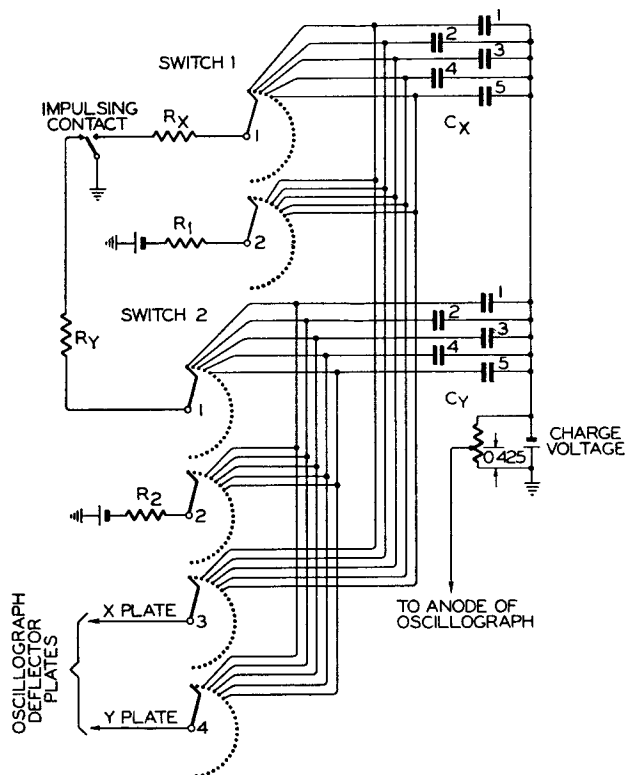 SWITCH 1
IMPULSING
CONTACT
RX
1
1
2
3
4
5
CX
R1
2
SWITCH 2
1
2
3
4
5
CY
RY
1
CHARGE
VOLTAGE
0·425
R2
2
TO ANODE OF
OSCILLOGRAPH
OSCILLOGRAPH
DEFLECTOR
PLATES
X PLATE
3
Y PLATE
4